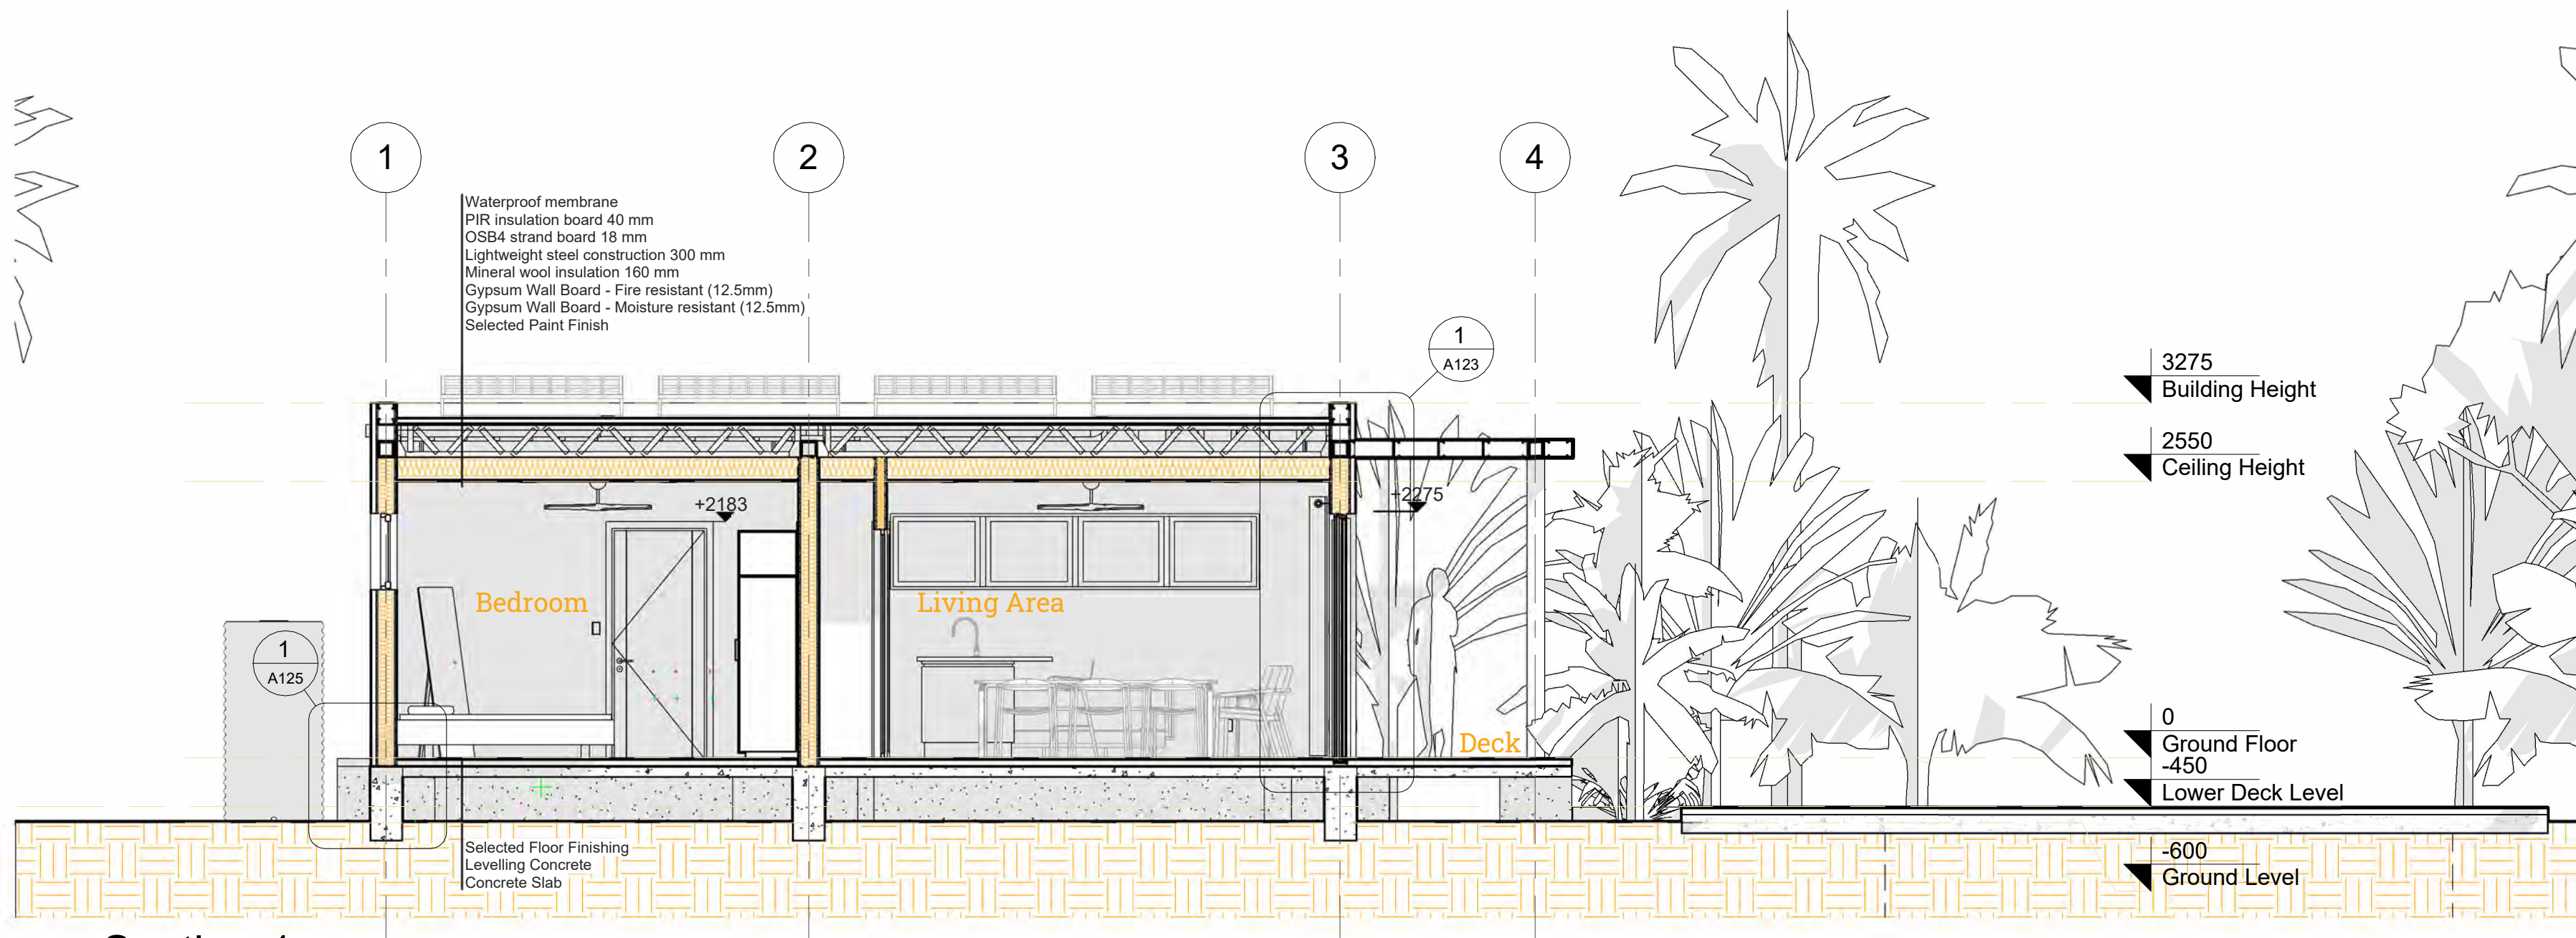 1
2
3
4
Waterproof membrane
PIR insulation board 40 mm
OSB4 strand board 18 mm
Lightweight steel construction 300 mm
Mineral wool insulation 160 mm
Gypsum Wall Board - Fire resistant (12.5mm)
Gypsum Wall Board - Moisture resistant (12.5mm)
Selected Paint Finish
1
A123
3275
Building Height
2550
Ceiling Height
+2183
+2275
Bedroom
Living Area
1
A125
Deck
0
Ground Floor
-450
Lower Deck Level
Selected Floor Finishing
Levelling Concrete
Concrete Slab
-600
Ground Level